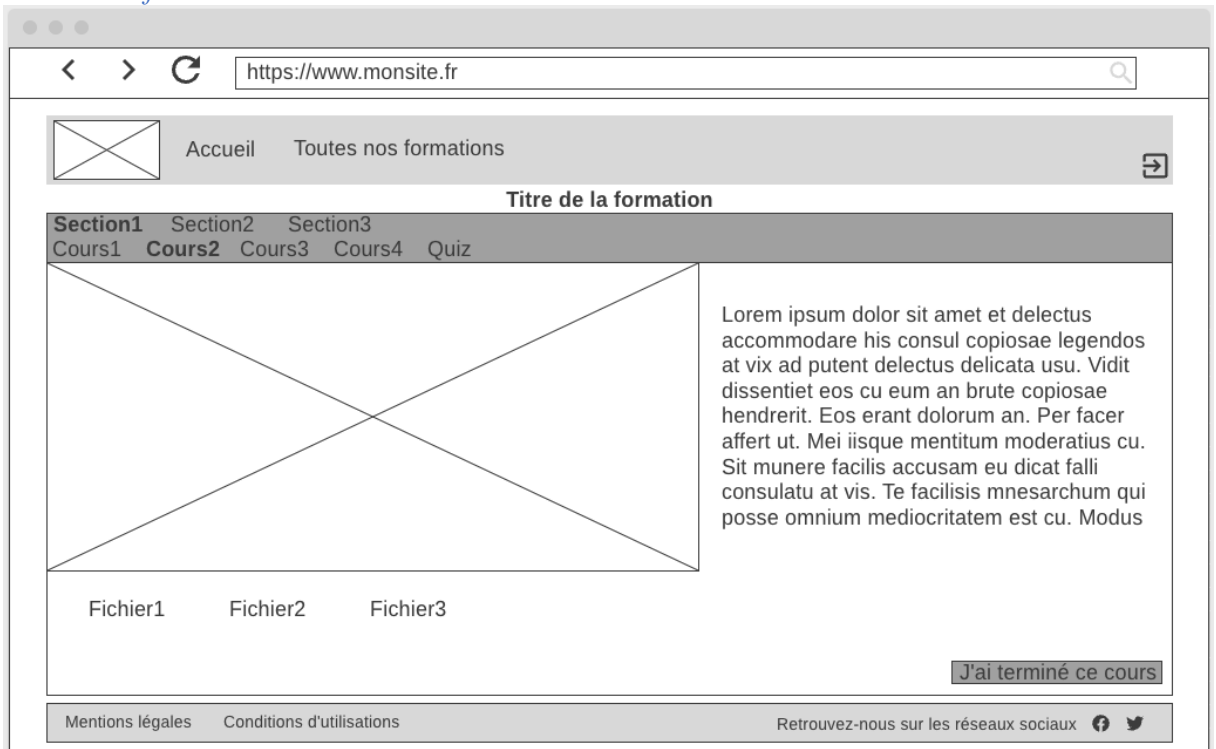 https://www.monsite.fr
Accueil Toutes nos formations
Titre de la formation
Section1 Section2 Section3
Cours1 Cours2 Cours3 Cours4 Quiz
Lorem ipsum dolor sit amet et delectus
accommodare his consul copiosae legendos
at vix ad putent delectus delicata usu. Vidit
dissentiet eos cu eum an brute copiosae
hendrerit. Eos erant dolorum an. Per facer
affert ut. Mei iisque mentitum moderatius cu.
Sit munere facilis accusam eu dicat falli
consulatu at vis. Te facilisis mnesarchum qui
posse omnium mediocritatem est cu. Modus
Fichier1 Fichier2 Fichier3
J'ai terminé ce cours
Mentions légales Conditions d'utilisations Retrouvez-nous sur les réseaux sociaux